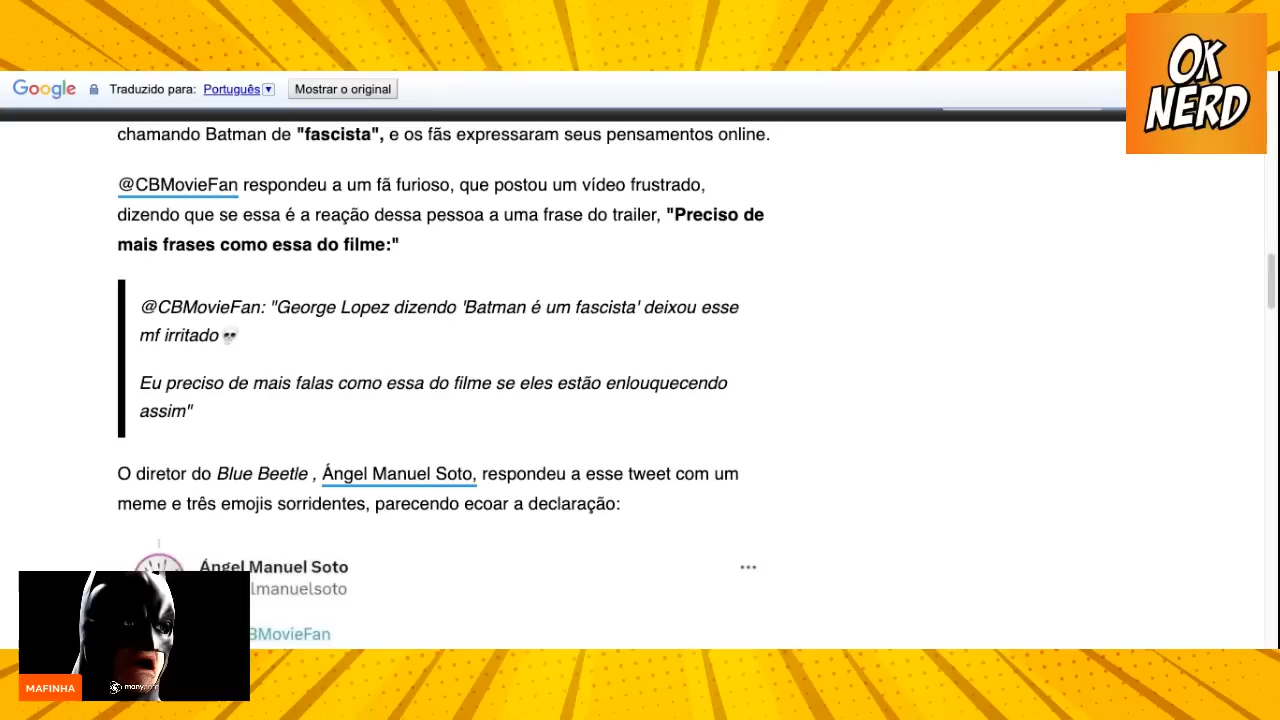 OK
NERD
Google Traduzido para: Português Mostrar o original
chamando Batman de "fascista", e os fãs expressaram seus pensamentos online.
@CBMovieFan respondeu a um fã furioso, que postou um vídeo frustrado,
dizendo que se essa é a reação dessa pessoa a uma frase do trailer, "Preciso de
mais frases como essa do filme:"
@CBMovieFan: "George Lopez dizendo 'Batman é um fascista' deixou esse
mf irritado💀
Eu preciso de mais falas como essa do filme se eles estão enlouquecendo
assim"
O diretor do Blue Beetle , Ángel Manuel Soto, respondeu a esse tweet com um
meme e três emojis sorridentes, parecendo ecoar a declaração:
Ángel Manuel Soto
lmanuelsoto
BMovieFan
MAFINHA